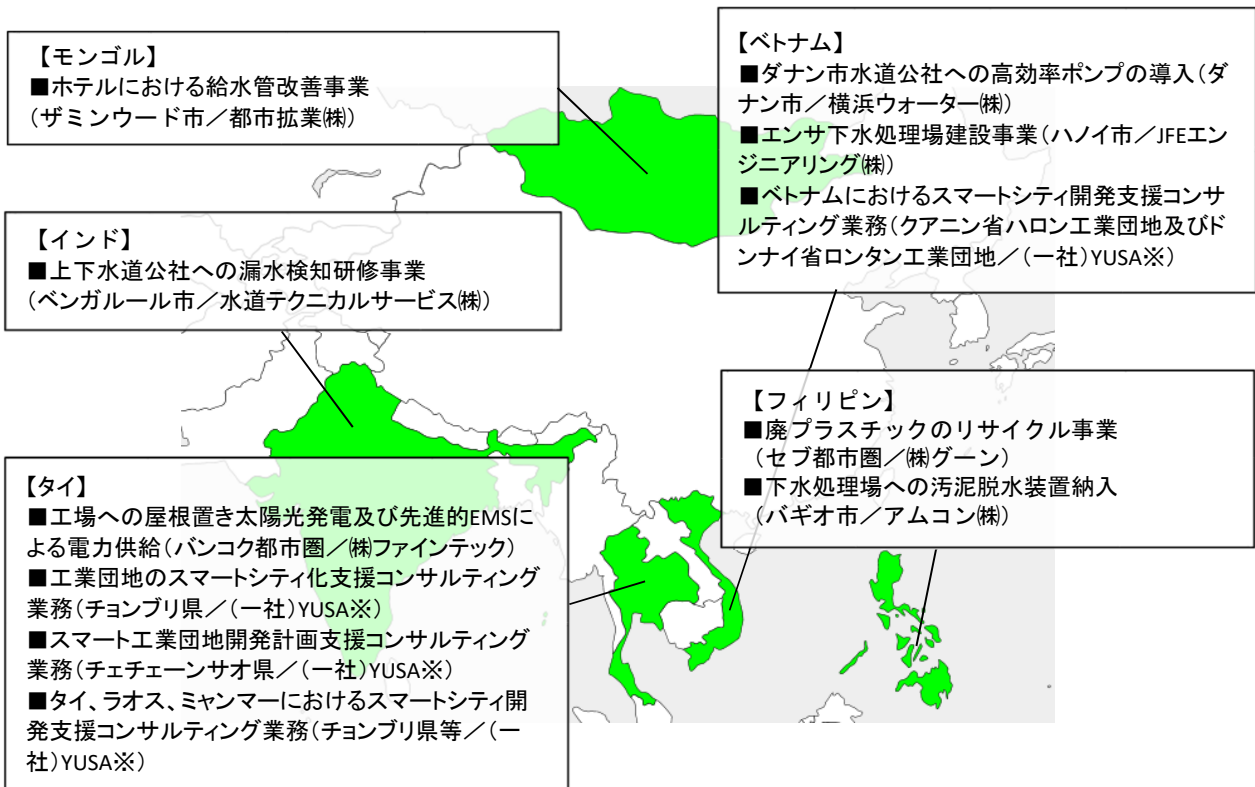 【モンゴル】
■ホテルにおける給水管改善事業
(ザミンウード市/都市拡業㈱)
【インド】
■上下水道公社への漏水検知研修事業
(ベンガルール市/水道テクニカルサービス㈱)
【タイ】
■工場への屋根置き太陽光発電及び先進的EMSに
よる電力供給(バンコク都市圏/㈱ファインテック)
■工業団地のスマートシティ化支援コンサルティング
業務(チョンブリ県/(一社)YUSA※)
■スマート工業団地開発計画支援コンサルティング
業務(チェチェーンサオ県/(一社)YUSA※)
■タイ、ラオス、ミャンマーにおけるスマートシティ開
発支援コンサルティング業務(チョンブリ県等/(一
社)YUSA※)
【ベトナム】
■ダナン市水道公社への高効率ポンプの導入(ダ
ナン市/横浜ウォーター㈱)
■エンサ下水処理場建設事業(ハノイ市/JFEエン
ジニアリング㈱)
■ベトナムにおけるスマートシティ開発支援コンサ
ルティング業務(クアニン省ハロン工業団地及びド
ンナイ省ロンタン工業団地/(一社)YUSA※)
【フィリピン】
■廃プラスチックのリサイクル事業
(セブ都市圏/㈱グーン)
■下水処理場への汚泥脱水装置納入
(バギオ市/アムコン㈱)